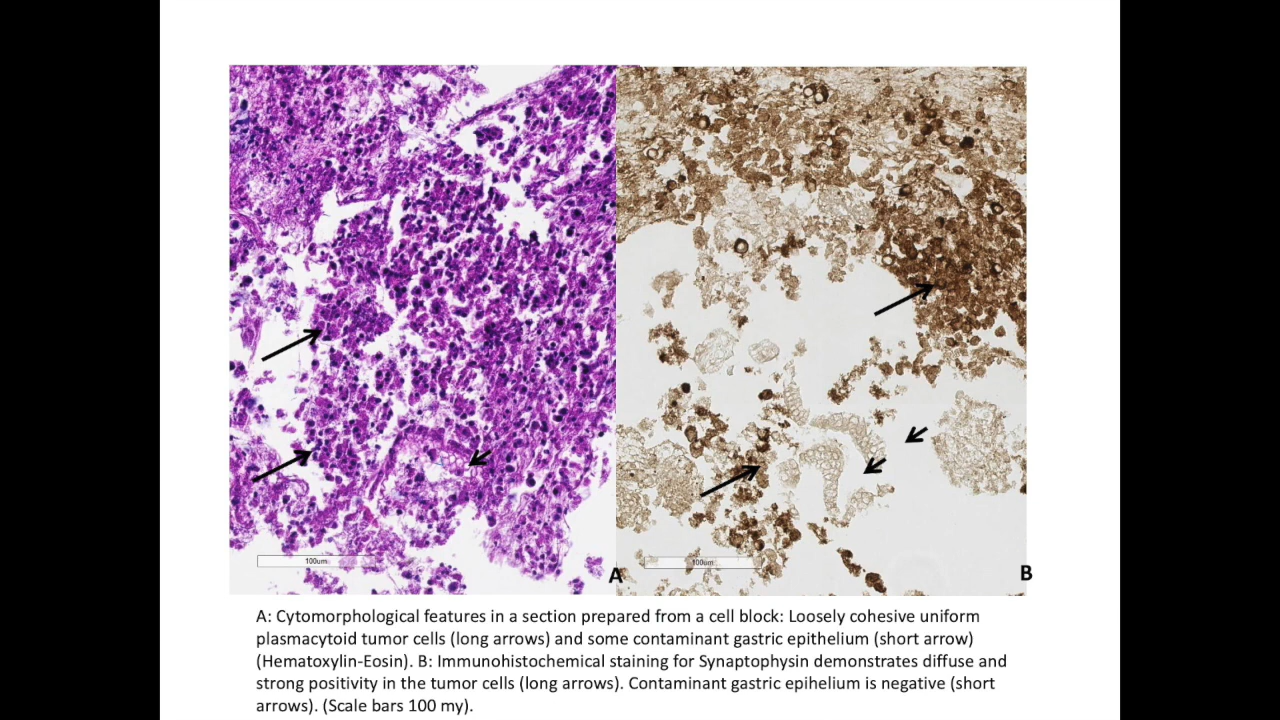 100um
A
100um
B
A: Cytomorphological features in a section prepared from a cell block: Loosely cohesive uniform
plasmacytoid tumor cells (long arrows) and some contaminant gastric epithelium (short arrow)
(Hematoxylin-Eosin). B: Immunohistochemical staining for Synaptophysin demonstrates diffuse and
strong positivity in the tumor cells (long arrows). Contaminant gastric epihelium is negative (short
arrows). (Scale bars 100 my).